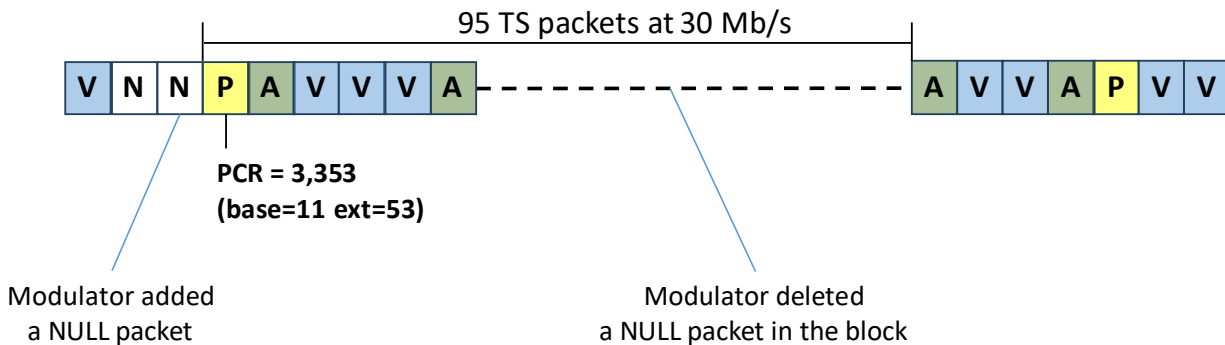 95 TS packets at 30 Mb/s
V N N P A V V V A A V V A P V V
PCR = 3,353
(base=11 ext=53)
Modulator added
a NULL packet
Modulator deleted
a NULL packet in the block